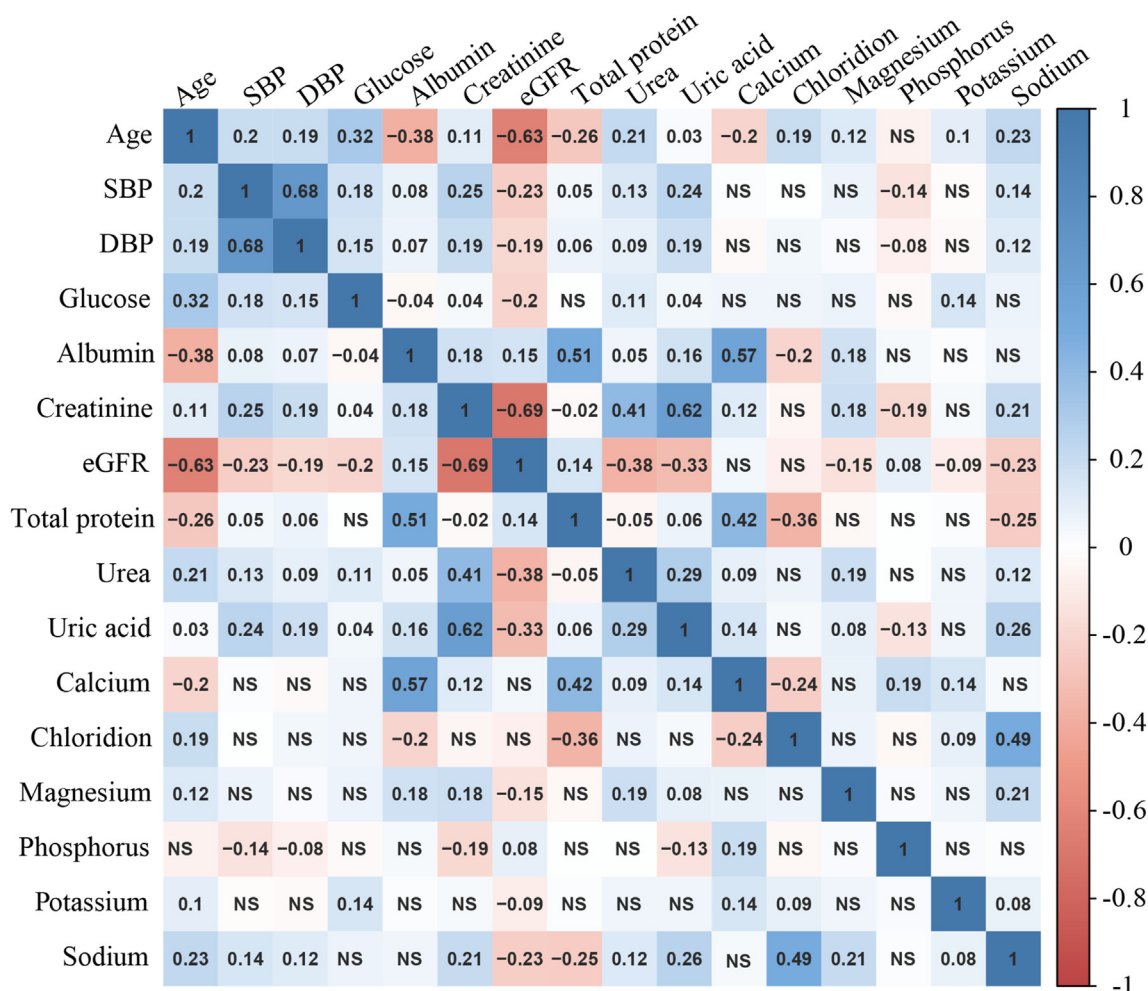 Age SBP DBP Glucose Albumin Creatinine eGFR Total protein Urea Uric acid Calcium Chloridion Magnesium Phosphorus Potassium Sodium
Age 1 0.2 0.19 0.32 −0.38 0.11 −0.63 −0.26 0.21 0.03 −0.2 0.19 0.12 NS 0.1 0.23
SBP 0.2 1 0.68 0.18 0.08 0.25 −0.23 0.05 0.13 0.24 NS NS NS −0.14 NS 0.14
DBP 0.19 0.68 1 0.15 0.07 0.19 −0.19 0.06 0.09 0.19 NS NS NS −0.08 NS 0.12
Glucose 0.32 0.18 0.15 1 −0.04 0.04 −0.2 NS 0.11 0.04 NS NS NS NS 0.14 NS
Albumin −0.38 0.08 0.07 −0.04 1 0.18 0.15 0.51 0.05 0.16 0.57 −0.2 0.18 NS NS NS
Creatinine 0.11 0.25 0.19 0.04 0.18 1 −0.69 −0.02 0.41 0.62 0.12 NS 0.18 −0.19 NS 0.21
eGFR −0.63 −0.23 −0.19 −0.2 0.15 −0.69 1 0.14 −0.38 −0.33 NS NS −0.15 0.08 −0.09 −0.23
Total protein −0.26 0.05 0.06 NS 0.51 −0.02 0.14 1 −0.05 0.06 0.42 −0.36 NS NS NS −0.25
Urea 0.21 0.13 0.09 0.11 0.05 0.41 −0.38 −0.05 1 0.29 0.09 NS 0.19 NS NS 0.12
Uric acid 0.03 0.24 0.19 0.04 0.16 0.62 −0.33 0.06 0.29 1 0.14 NS 0.08 −0.13 NS 0.26
Calcium −0.2 NS NS NS 0.57 0.12 NS 0.42 0.09 0.14 1 −0.24 NS 0.19 0.14 NS
Chloridion 0.19 NS NS NS −0.2 NS NS −0.36 NS NS −0.24 1 NS NS 0.09 0.49
Magnesium 0.12 NS NS NS 0.18 0.18 −0.15 NS 0.19 0.08 NS NS 1 NS NS 0.21
Phosphorus NS −0.14 −0.08 NS NS −0.19 0.08 NS NS −0.13 0.19 NS NS 1 NS NS
Potassium 0.1 NS NS 0.14 NS NS −0.09 NS NS NS 0.14 0.09 NS NS 1 0.08
Sodium 0.23 0.14 0.12 NS NS 0.21 −0.23 −0.25 0.12 0.26 NS 0.49 0.21 NS 0.08 1
1
0.8
0.6
0.4
0.2
0
-0.2
-0.4
-0.6
-0.8
-1